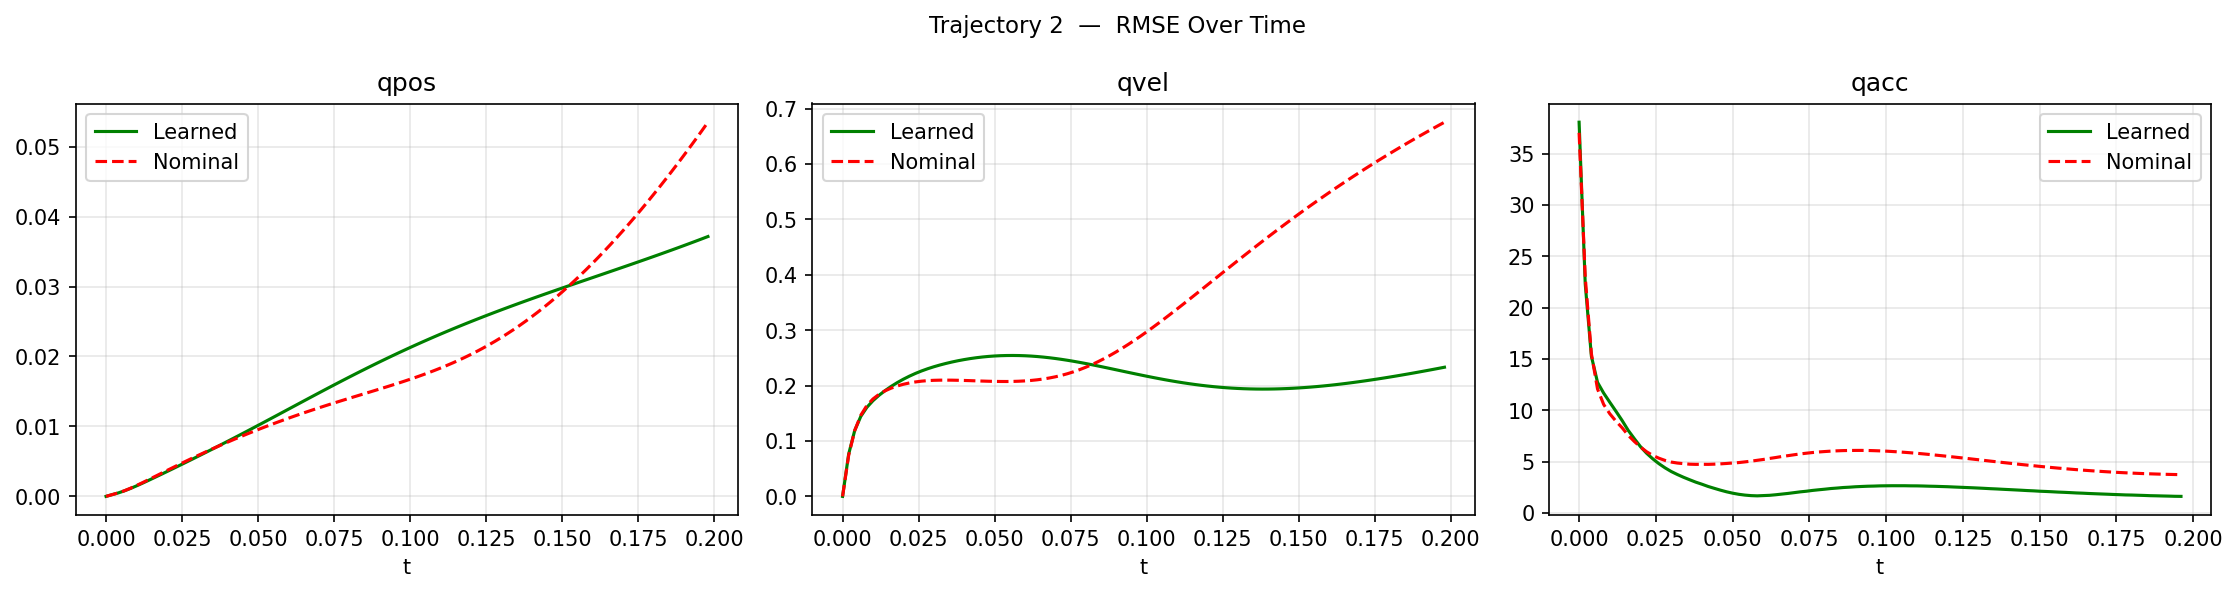 Trajectory 2 — RMSE Over Time
qpos
Learned
Nominal
0.05
0.04
0.03
0.02
0.01
0.00
0.000 0.025 0.050 0.075 0.100 0.125 0.150 0.175 0.200
t
qvel
Learned
Nominal
0.7
0.6
0.5
0.4
0.3
0.2
0.1
0.0
0.000 0.025 0.050 0.075 0.100 0.125 0.150 0.175 0.200
t
qacc
Learned
Nominal
35
30
25
20
15
10
5
0
0.000 0.025 0.050 0.075 0.100 0.125 0.150 0.175 0.200
t